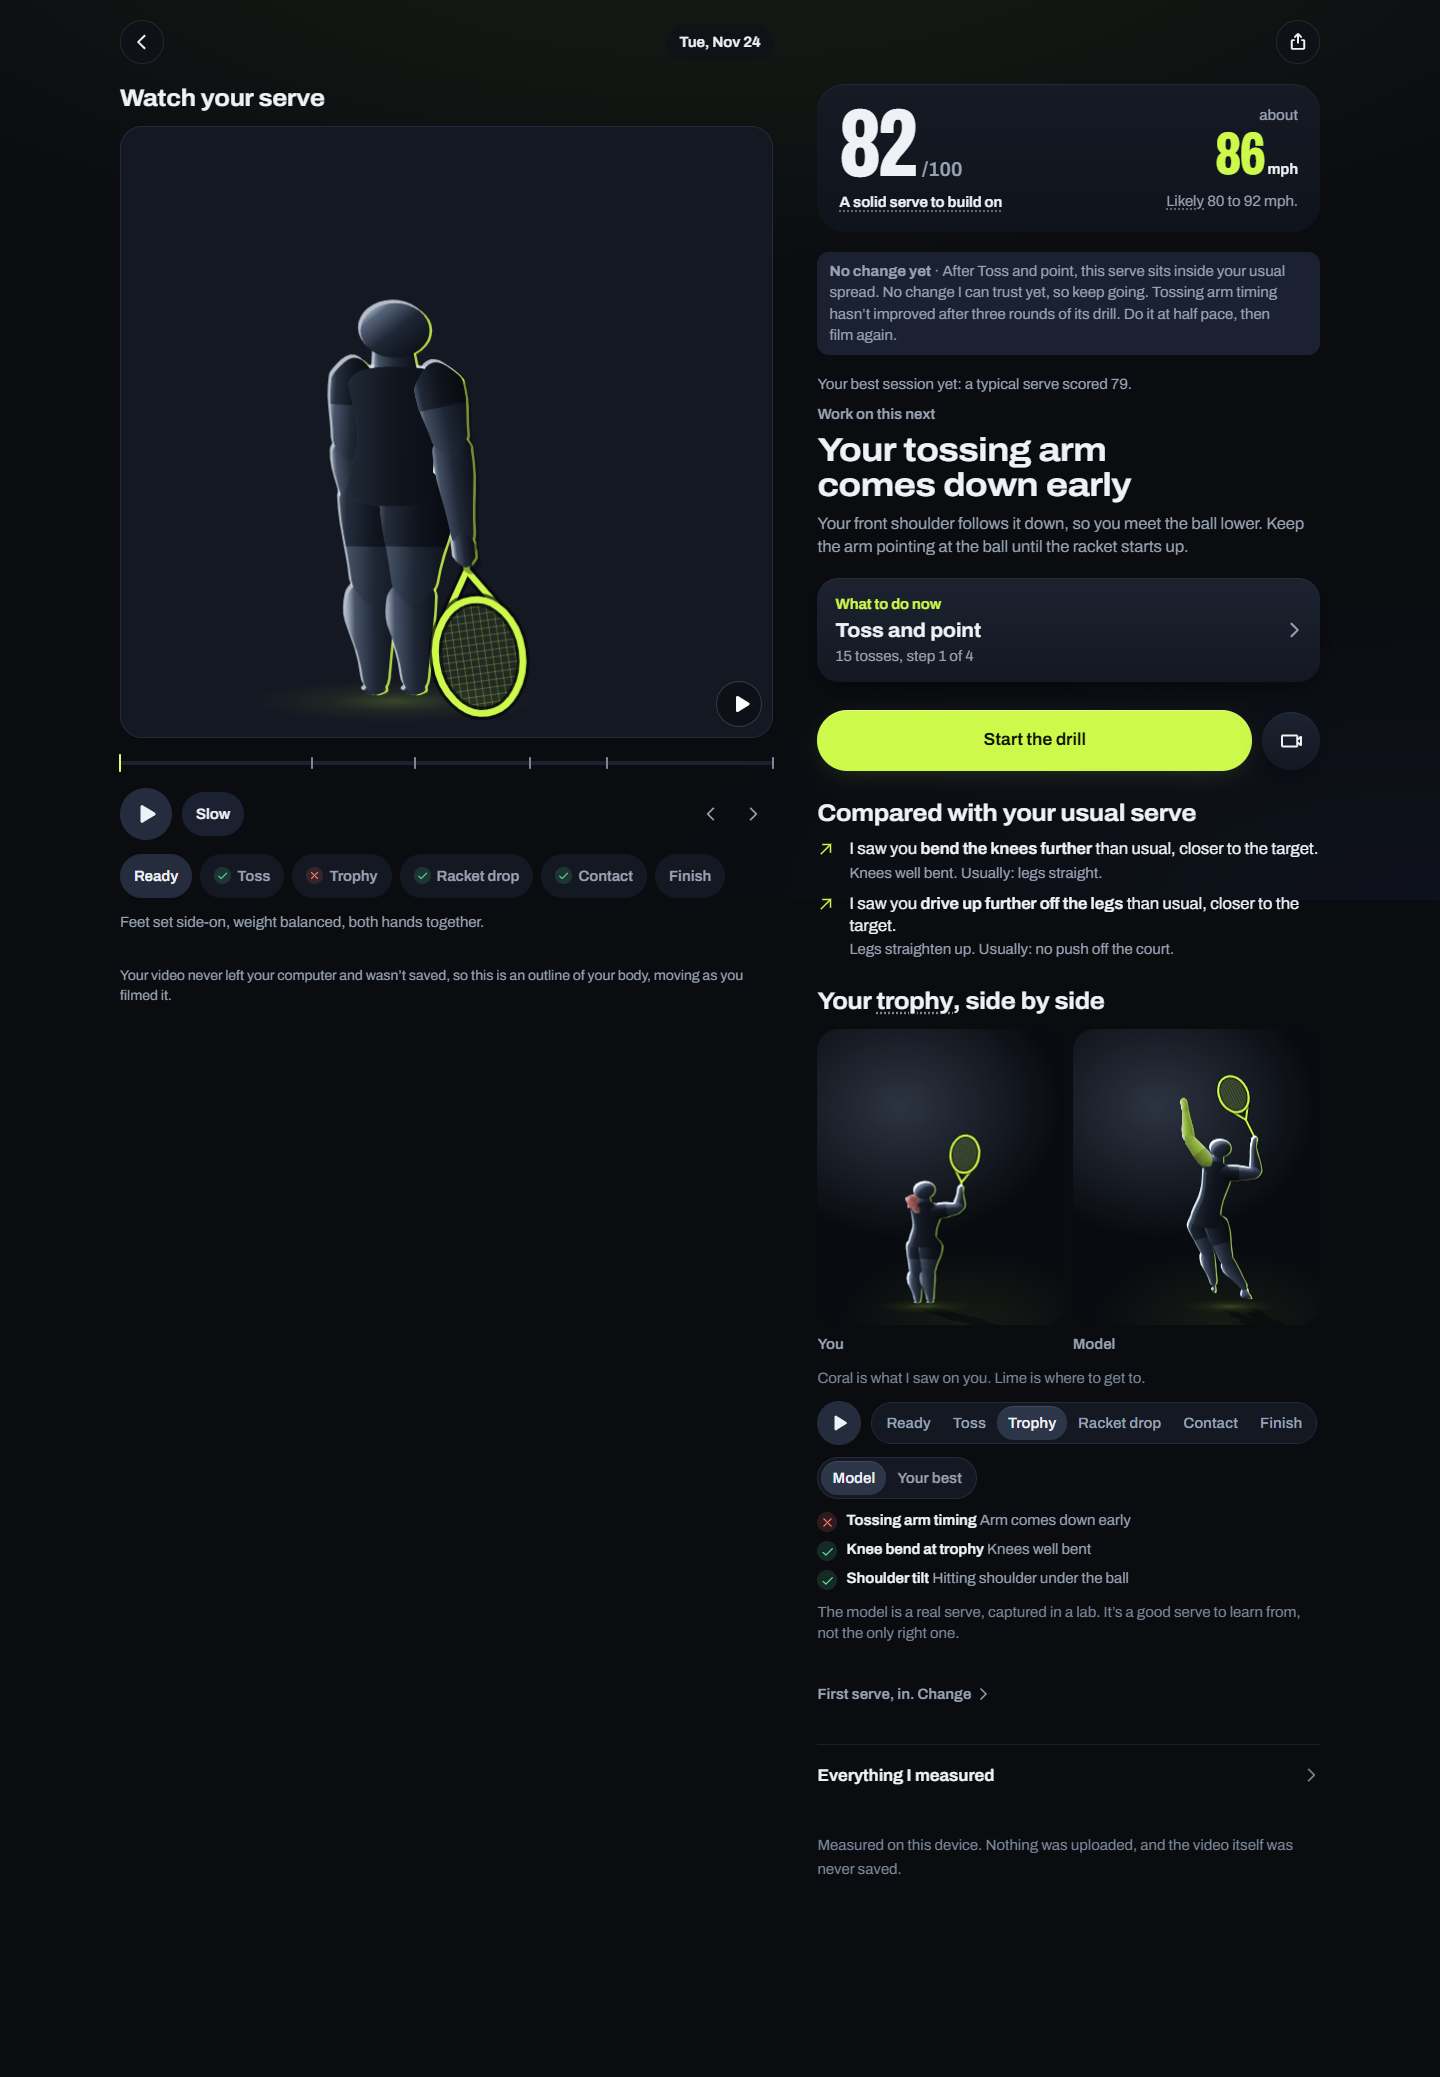 Tue, Nov 24
Watch your serve
Slow
Ready
Toss
Trophy
Racket drop
Contact
Finish
Feet set side-on, weight balanced, both hands together.
Your video never left your computer and wasn't saved, so this is an outline of your body, moving as you
filmed it.
82 /100
A solid serve to build on
about
86 mph
Likely 80 to 92 mph.
No change yet · After Toss and point, this serve sits inside your usual
spread. No change I can trust yet, so keep going. Tossing arm timing
hasn't improved after three rounds of its drill. Do it at half pace, then
film again.
Your best session yet: a typical serve scored 79.
Work on this next
Your tossing arm
comes down early
Your front shoulder follows it down, so you meet the ball lower. Keep
the arm pointing at the ball until the racket starts up.
What to do now
Toss and point
15 tosses, step 1 of 4
Start the drill
Compared with your usual serve
I saw you bend the knees further than usual, closer to the target.
Knees well bent. Usually: legs straight.
I saw you drive up further off the legs than usual, closer to the
target.
Legs straighten up. Usually: no push off the court.
Your trophy, side by side
You
Model
Coral is what I saw on you. Lime is where to get to.
Ready
Toss
Trophy
Racket drop
Contact
Finish
Model
Your best
Tossing arm timing Arm comes down early
Knee bend at trophy Knees well bent
Shoulder tilt Hitting shoulder under the ball
The model is a real serve, captured in a lab. It's a good serve to learn from,
not the only right one.
First serve, in. Change
Everything I measured
Measured on this device. Nothing was uploaded, and the video itself was
never saved.